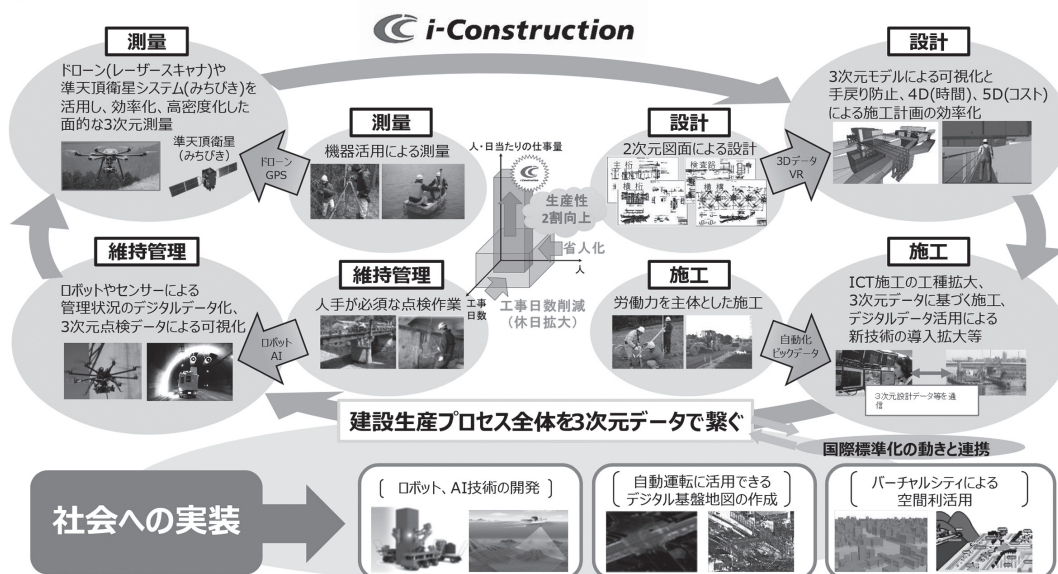 i-Construction
測量
ドローン(レーザースキャナ)や
準天頂衛星システム(みちびき)を
活用し、効率化、高密度化した
面的な3次元測量
準天頂衛星
(みちびき)
ドローン
GPS
測量
機器活用による測量
人・日当たりの仕事量
i-Construction
生産性
2割向上
省人化
人
工事
日数
工事日数削減
(休日拡大)
設計
2次元図面による設計
主桁
検査路
横桁
横構
3Dデータ
VR
設計
3次元モデルによる可視化と
手戻り防止、4D(時間)、5D(コスト)
による施工計画の効率化
維持管理
ロボットやセンサーによる
管理状況のデジタルデータ化、
3次元点検データによる可視化
ロボット
AI
維持管理
人手が必須な点検作業
施工
労働力を主体とした施工
自動化
ビックデータ
施工
ICT施工の工種拡大、
3次元データに基づく施工、
デジタルデータ活用による
新技術の導入拡大等
3次元設計データ等を通
信
建設生産プロセス全体を3次元データで繋ぐ
国際標準化の動きと連携
社会への実装
ロボット、AI技術の開発
自動運転に活用できる
デジタル基盤地図の作成
バーチャルシティによる
空間利活用